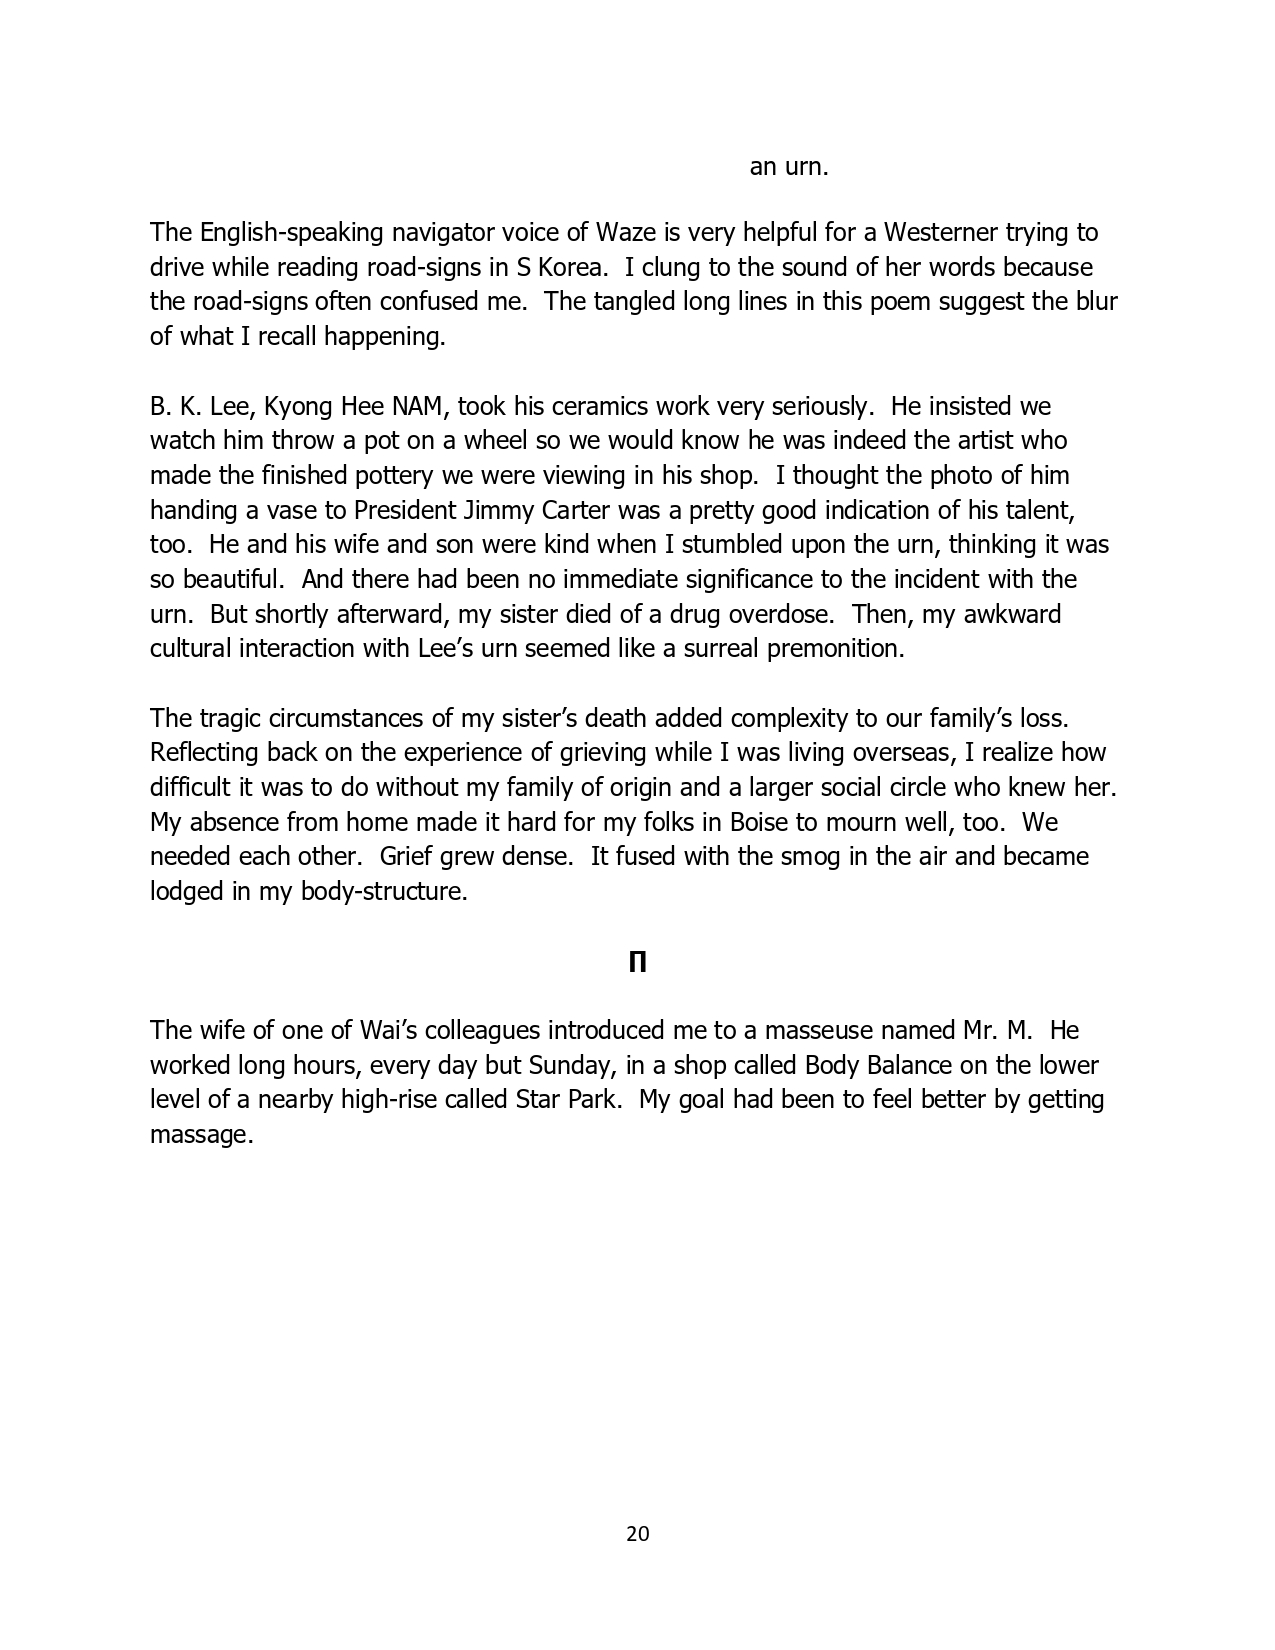 an urn.
The English-speaking navigator voice of Waze is very helpful for a Westerner trying to
drive while reading road-signs in S Korea.  I clung to the sound of her words because
the road-signs often confused me.  The tangled long lines in this poem suggest the blur
of what I recall happening.
B. K. Lee, Kyong Hee NAM, took his ceramics work very seriously.  He insisted we
watch him throw a pot on a wheel so we would know he was indeed the artist who
made the finished pottery we were viewing in his shop.  I thought the photo of him
handing a vase to President Jimmy Carter was a pretty good indication of his talent,
too.  He and his wife and son were kind when I stumbled upon the urn, thinking it was
so beautiful.  And there had been no immediate significance to the incident with the
urn.  But shortly afterward, my sister died of a drug overdose.  Then, my awkward
cultural interaction with Lee’s urn seemed like a surreal premonition.
The tragic circumstances of my sister’s death added complexity to our family’s loss.
Reflecting back on the experience of grieving while I was living overseas, I realize how
difficult it was to do without my family of origin and a larger social circle who knew her.
My absence from home made it hard for my folks in Boise to mourn well, too.  We
needed each other.  Grief grew dense.  It fused with the smog in the air and became
lodged in my body-structure.
Π
The wife of one of Wai’s colleagues introduced me to a masseuse named Mr. M.  He
worked long hours, every day but Sunday, in a shop called Body Balance on the lower
level of a nearby high-rise called Star Park.  My goal had been to feel better by getting
massage.
20